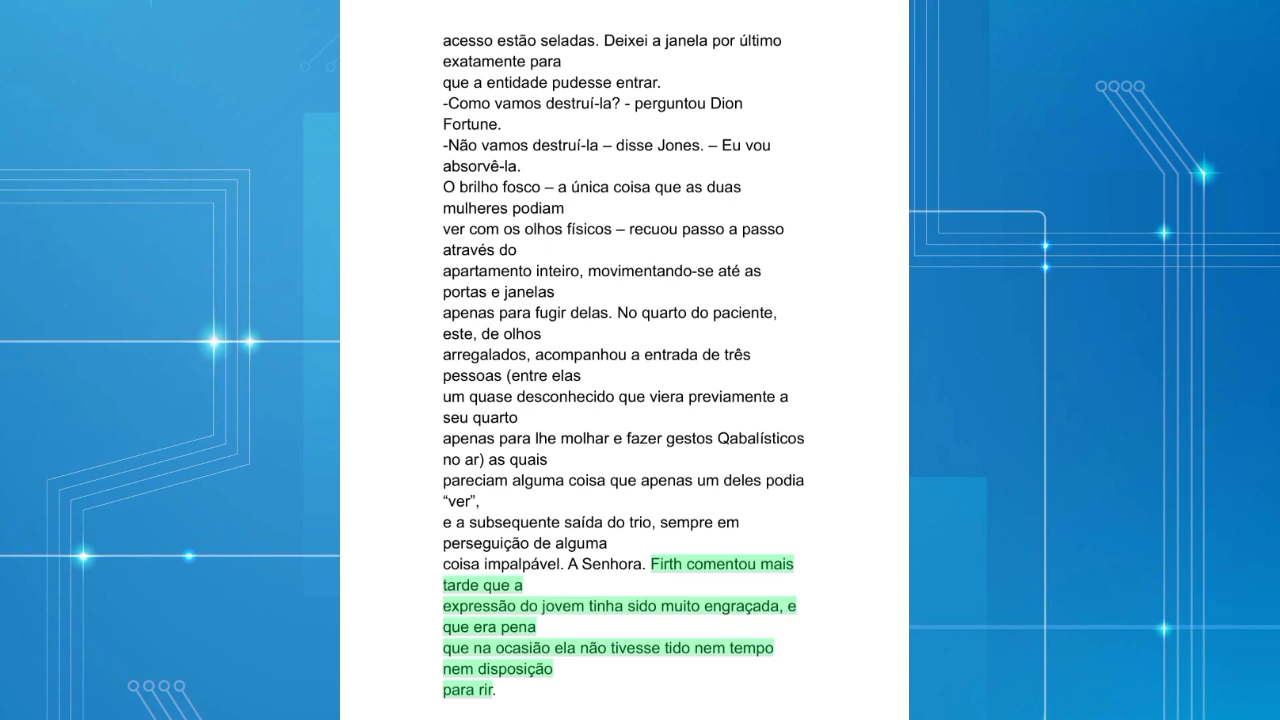 acesso estão seladas. Deixei a janela por último
exatamente para
que a entidade pudesse entrar.
-Como vamos destruí-la? - perguntou Dion
Fortune.
-Não vamos destruí-la – disse Jones. – Eu vou
absorvê-la.
O brilho fosco – a única coisa que as duas
mulheres podiam
ver com os olhos físicos – recuou passo a passo
através do
apartamento inteiro, movimentando-se até as
portas e janelas
apenas para fugir delas. No quarto do paciente,
este, de olhos
arregalados, acompanhou a entrada de três
pessoas (entre elas
um quase desconhecido que viera previamente a
seu quarto
apenas para lhe molhar e fazer gestos Qabalísticos
no ar) as quais
pareciam alguma coisa que apenas um deles podia
“ver”,
e a subsequente saída do trio, sempre em
perseguição de alguma
coisa impalpável. A Senhora. Firth comentou mais
tarde que a
expressão do jovem tinha sido muito engraçada, e
que era pena
que na ocasião ela não tivesse tido nem tempo
nem disposição
para rir.